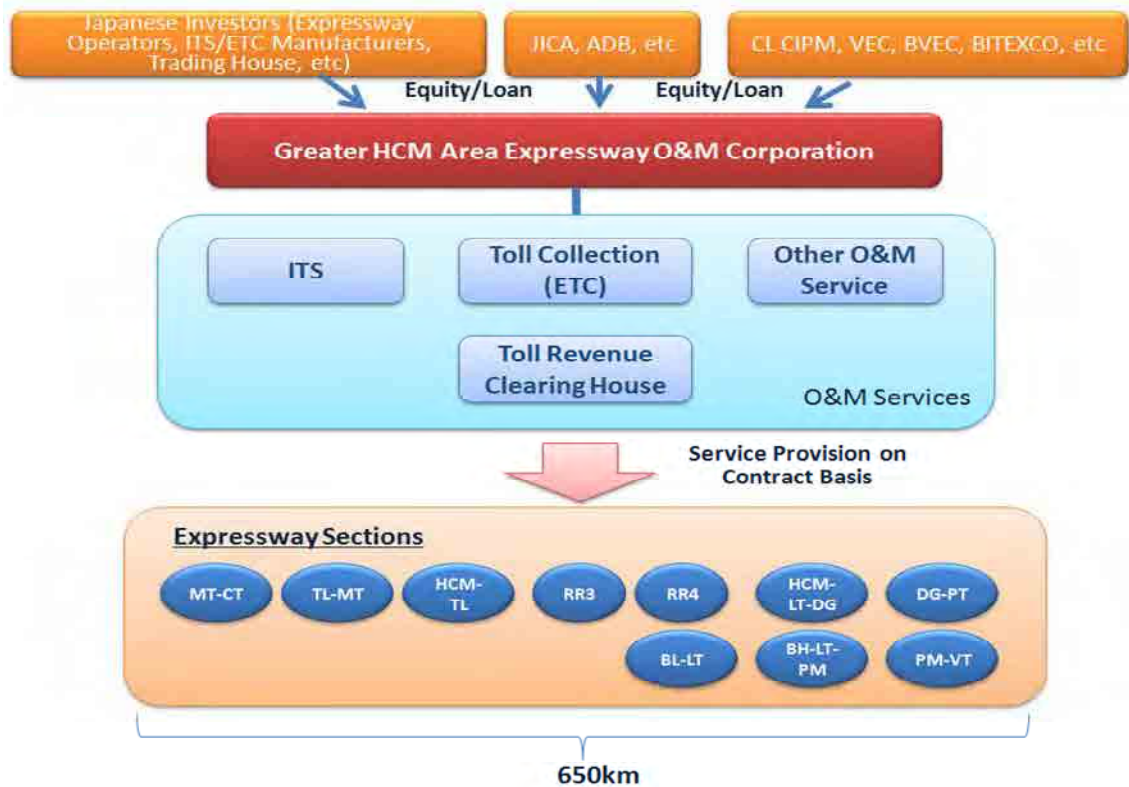 Japanese Investors (Expressway
Operators, ITS/ETC Manufacturers,
Trading House, etc)
JICA, ADB, etc
CL CIPM, VEC, BVEC, BITEXCO, etc
Equity/Loan
Equity/Loan
Greater HCM Area Expressway O&M Corporation
ITS
Toll Collection
(ETC)
Other O&M
Service
Toll Revenue
Clearing House
O&M Services
Service Provision on
Contract Basis
Expressway Sections
MT-CT
TL-MT
HCM-
TL
RR3
RR4
HCM-
LT-DG
DG-PT
BL-LT
BH-LT-
PM
PM-VT
650km